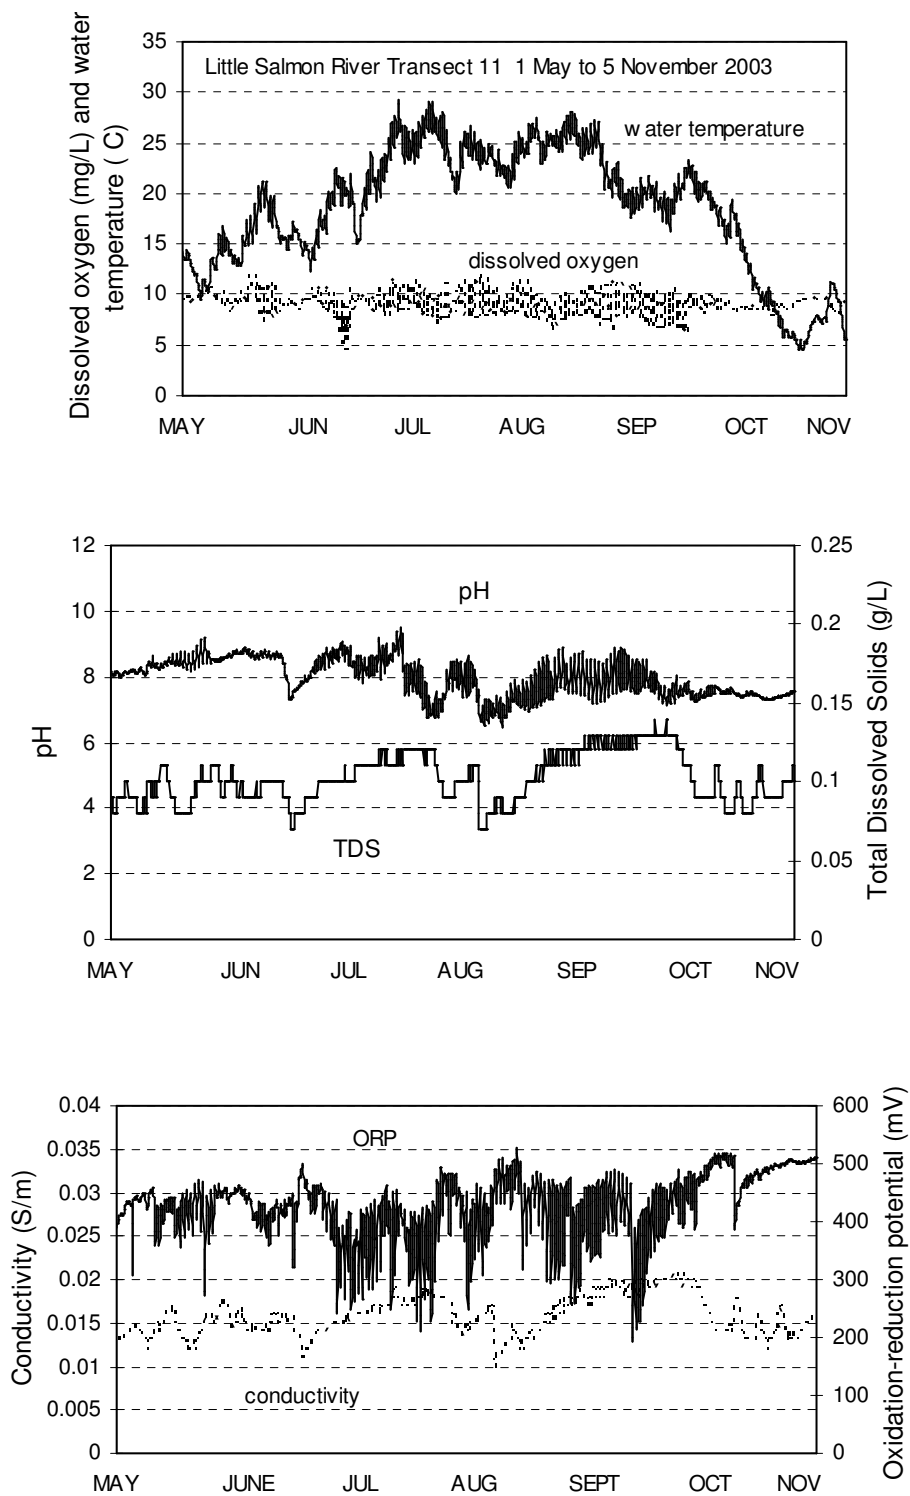 Dissolved oxygen (mg/L) and water
temperature ( C)
35
30
25
20
15
10
5
0
Little Salmon River Transect 11 1 May to 5 November 2003
water temperature
dissolved oxygen
MAY JUN JUL AUG SEP OCT NOV
pH
12
10
8
6
4
2
0
pH
TDS
0.25
0.2
0.15
0.1
0.05
0
Total Dissolved Solids (g/L)
MAY JUN JUL AUG SEP OCT NOV
Conductivity (S/m)
0.04
0.035
0.03
0.025
0.02
0.015
0.01
0.005
0
ORP
conductivity
600
500
400
300
200
100
0
Oxidation-reduction potential (mV)
MAY JUNE JUL AUG SEPT OCT NOV